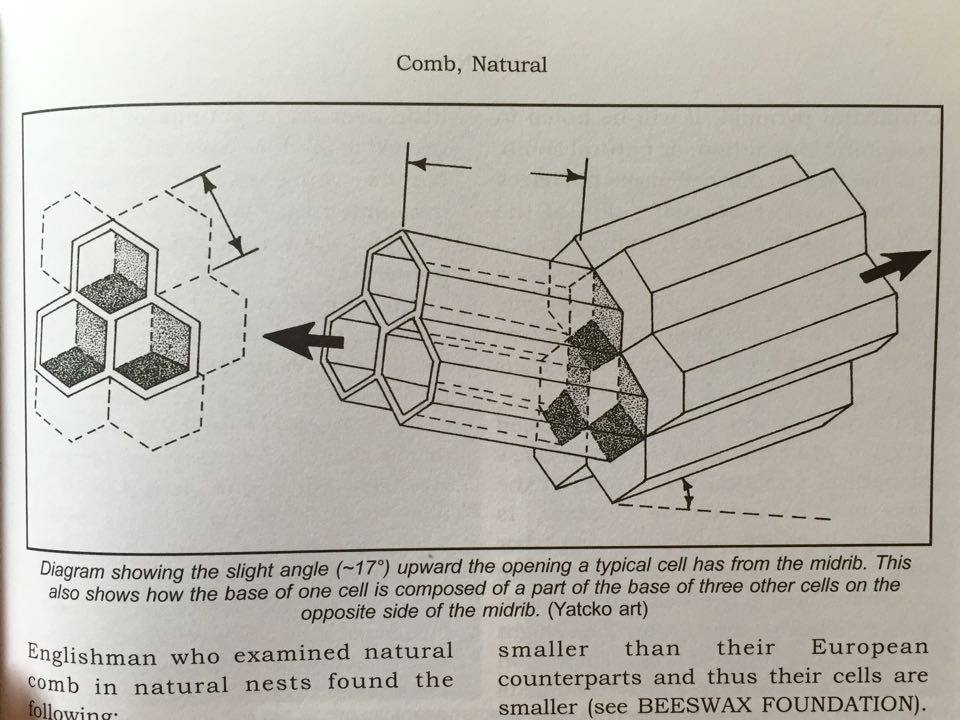 Comb, Natural
Diagram showing the slight angle (~17°) upward the opening a typical cell has from the midrib. This
also shows how the base of one cell is composed of a part of the base of three other cells on the
opposite side of the midrib. (Yatcko art)
Englishman who examined natural
comb in natural nests found the
following:
smaller than their European
counterparts and thus their cells are
smaller (see BEESWAX FOUNDATION).